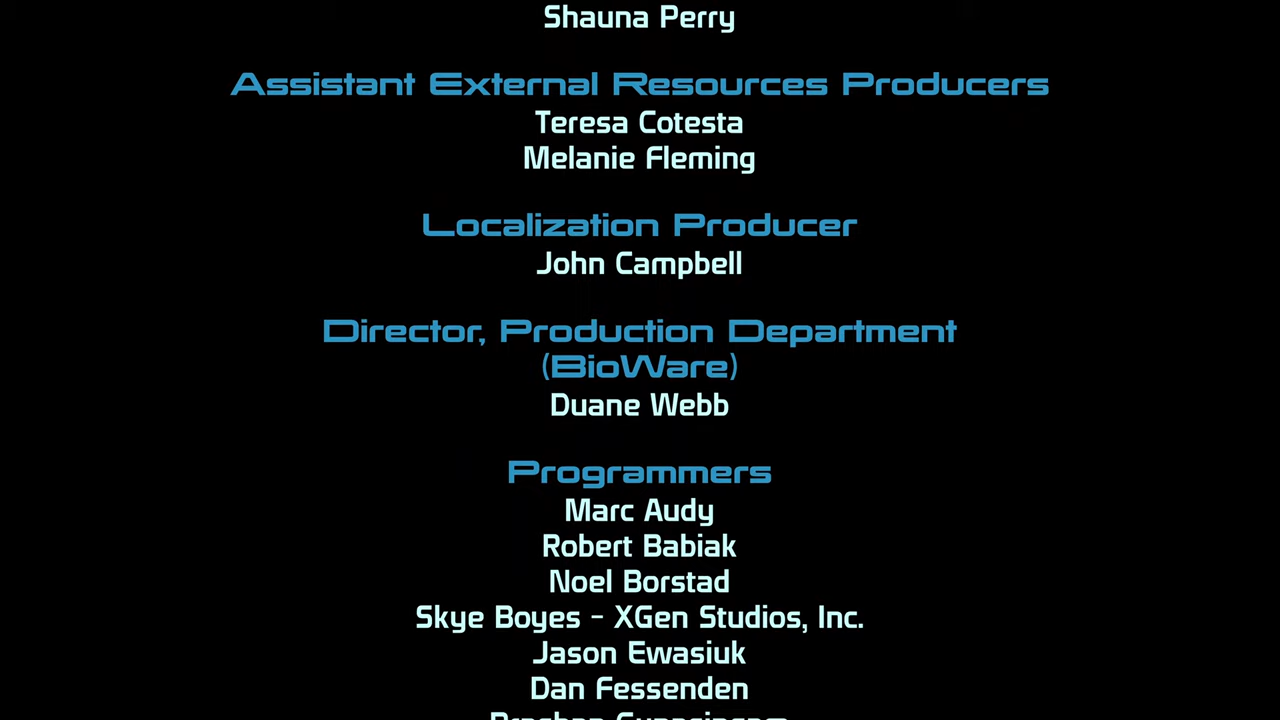 Shauna Perry
Assistant External Resources Producers
Teresa Cotesta
Melanie Fleming
Localization Producer
John Campbell
Director, Production Department
(BioWare)
Duane Webb
Programmers
Marc Audy
Robert Babiak
Noel Borstad
Skye Boyes - XGen Studios, Inc.
Jason Ewasiuk
Dan Fessenden